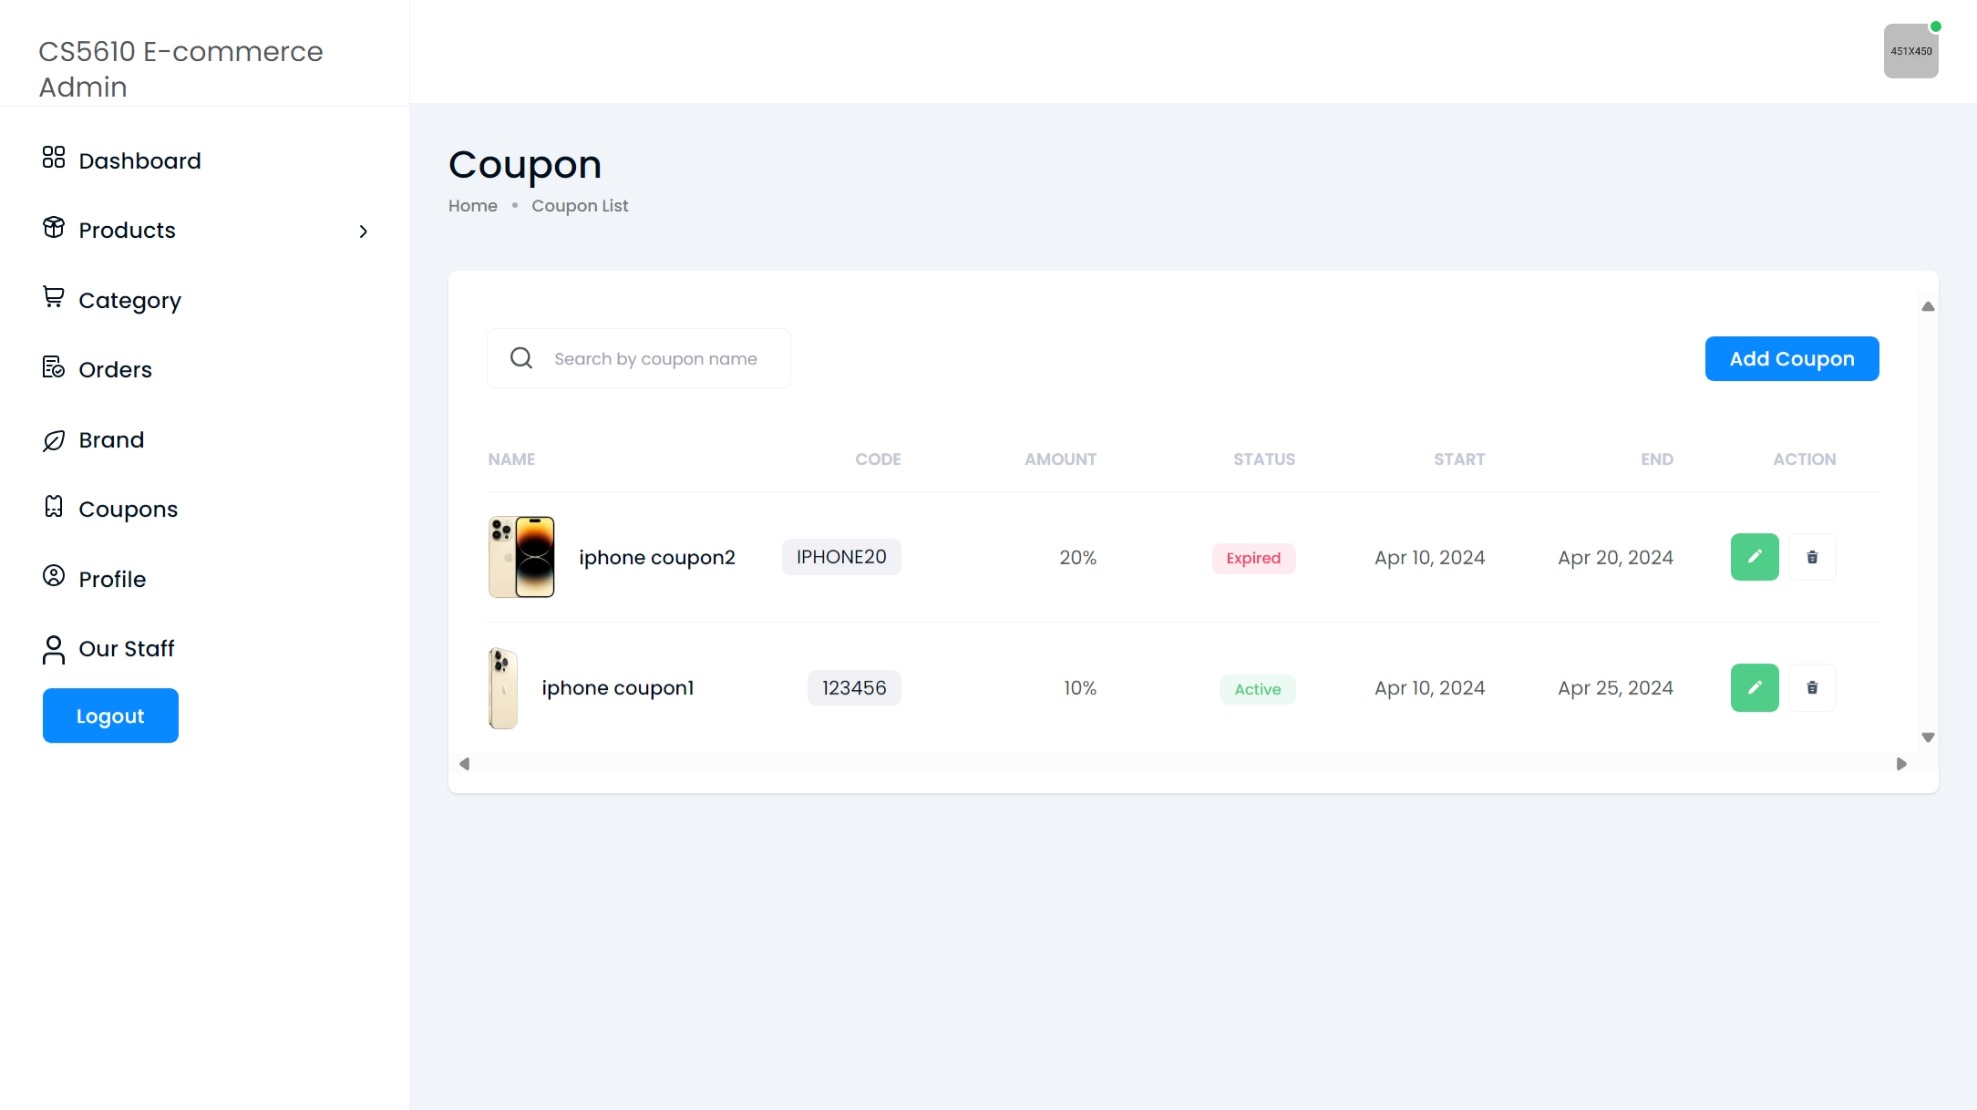 CS5610 E-commerce
Admin
451X450
Dashboard
Products
Category
Orders
Brand
Coupons
Profile
Our Staff
Logout
Coupon
Home • Coupon List
Search by coupon name
Add Coupon
NAME CODE AMOUNT STATUS START END ACTION
iphone coupon2 IPHONE20 20% Expired Apr 10, 2024 Apr 20, 2024
iphone coupon1 123456 10% Active Apr 10, 2024 Apr 25, 2024